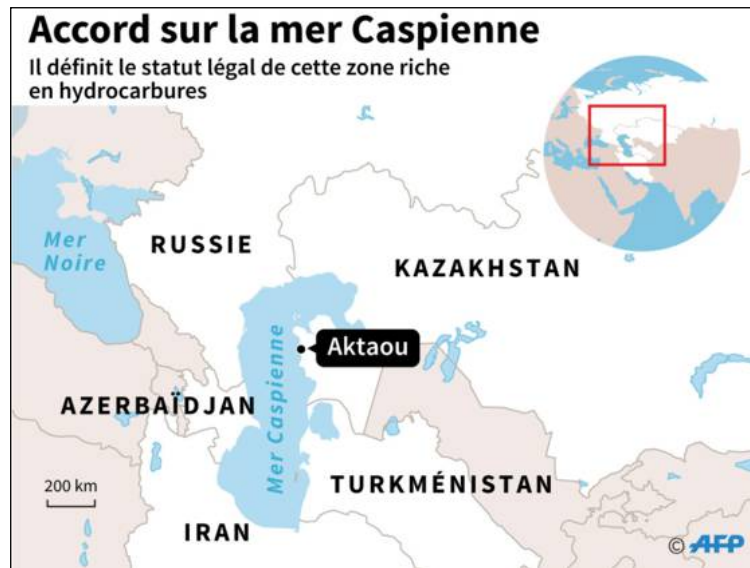 Accord sur la mer Caspienne
Il définit le statut légal de cette zone riche
en hydrocarbures
Mer
Noire
RUSSIE
KAZAKHSTAN
Aktaou
Mer Caspienne
AZERBAÏDJAN
TURKMÉNISTAN
200 km
IRAN
© AFP